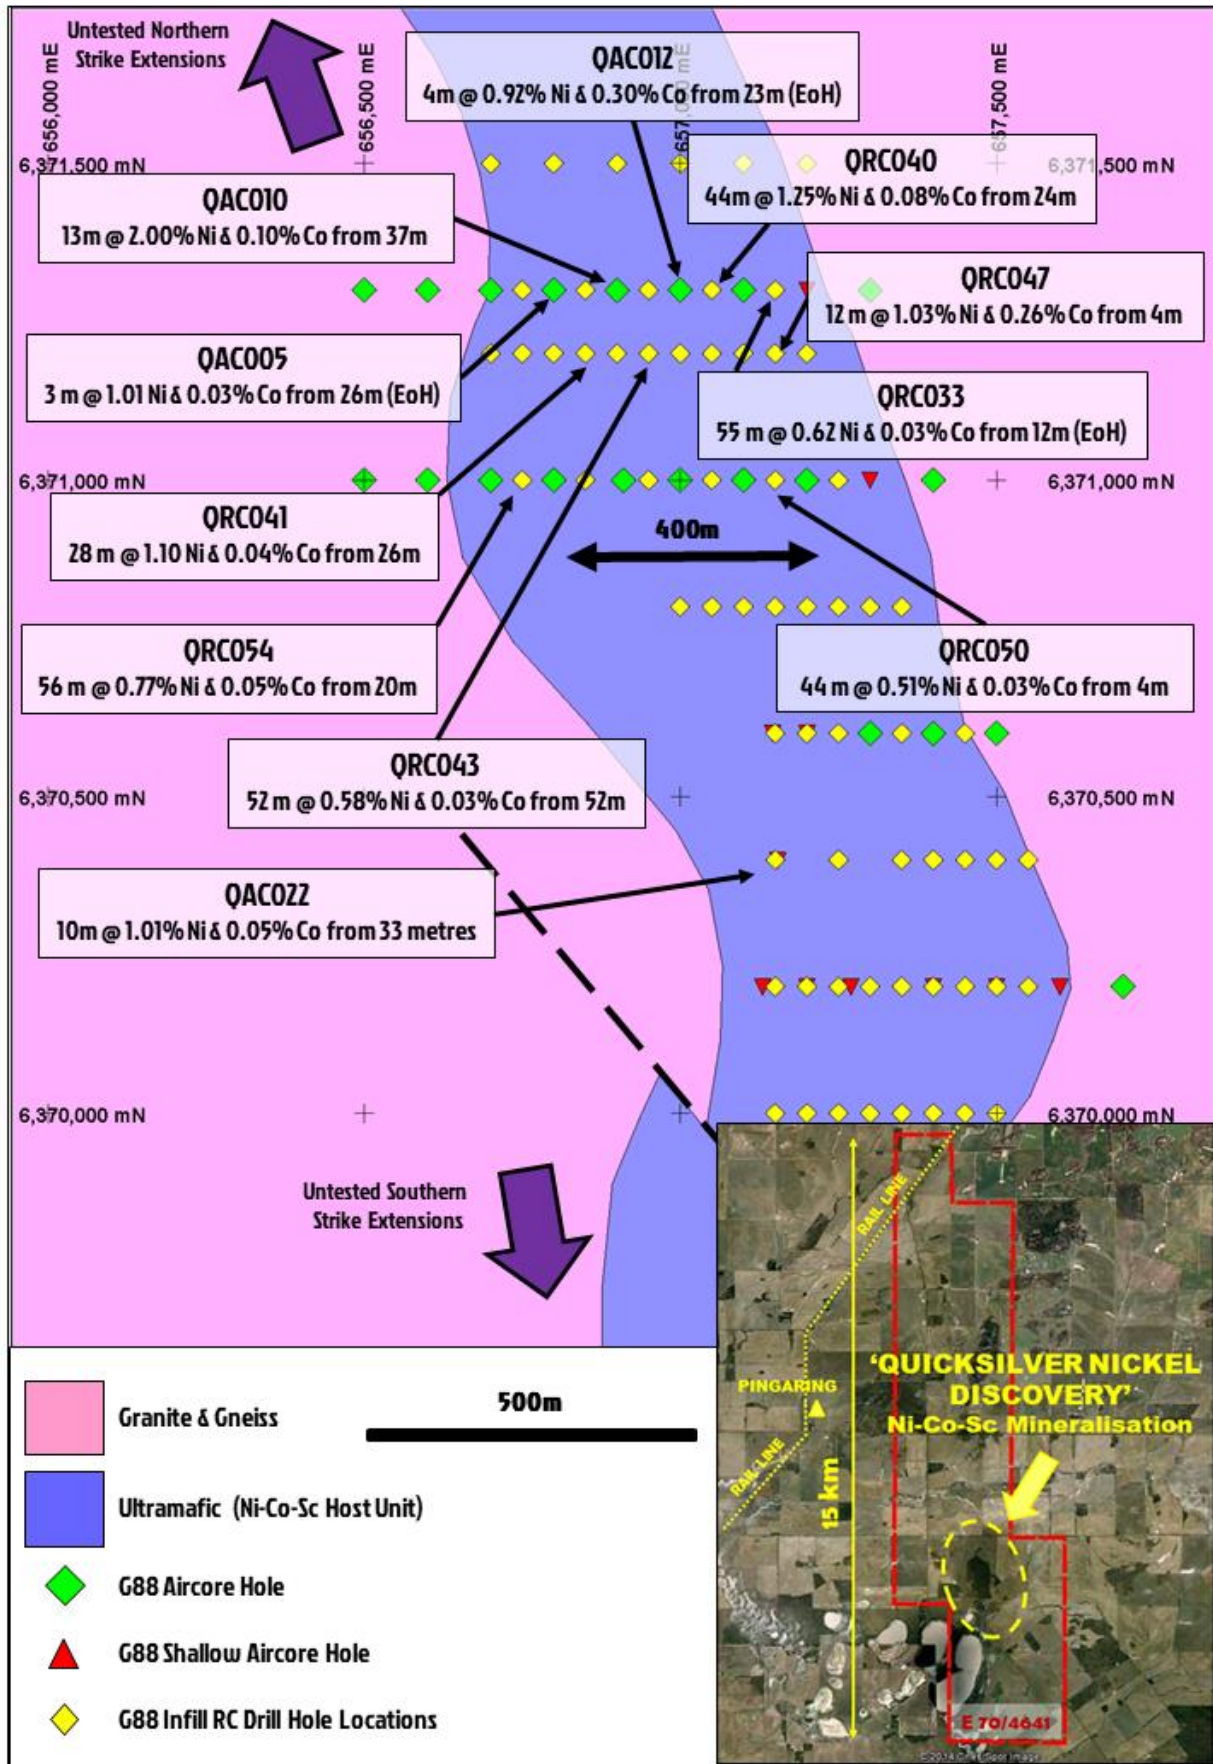 Untested Northern
Strike Extensions
656,000 mE
656,500 mE
657,000 mE
657,500 mE
QAC012
4m @ 0.92% Ni & 0.30% Co from 23m (EoH)
6,371,500 mN
6,371,500 mN
QRC040
44m @ 1.25% Ni & 0.08% Co from 24m
QAC010
13m @ 2.00% Ni & 0.10% Co from 37m
QRC047
12m @ 1.03% Ni & 0.26% Co from 4m
QAC005
3 m @ 1.01 Ni & 0.03% Co from 26m (EoH)
QRC033
55 m @ 0.62 Ni & 0.03% Co from 12m (EoH)
6,371,000 mN
6,371,000 mN
QRC041
28 m @ 1.10 Ni & 0.04% Co from 26m
400m
QRC054
56 m @ 0.77% Ni & 0.05% Co from 20m
QRC050
44 m @ 0.51% Ni & 0.03% Co from 4m
QRC043
52 m @ 0.58% Ni & 0.03% Co from 52m
6,370,500 mN
6,370,500 mN
QAC022
10m @ 1.01% Ni & 0.05% Co from 33 metres
6,370,000 mN
6,370,000 mN
Untested Southern
Strike Extensions
RAIL LINE
'QUICKSILVER NICKEL
DISCOVERY'
Ni-Co-Sc Mineralisation
PINGARING
RAIL LINE
15 km
E 70/4641
© 2014 Cnes/Spot Image
500m
Granite & Gneiss
Ultramafic (Ni-Co-Sc Host Unit)
G88 Aircore Hole
G88 Shallow Aircore Hole
G88 Infill RC Drill Hole Locations